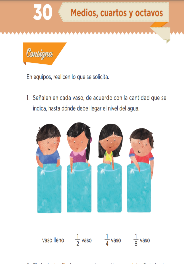 30 Medios, cuartos y octavos
Consigna
En equipos, realicen lo que se solicita.
1. Señalen en cada vaso, de acuerdo con la cantidad que se
indica, hasta dónde debe llegar el nivel del agua.
vaso lleno 1/2 vaso 1/4 vaso 1/8 vaso